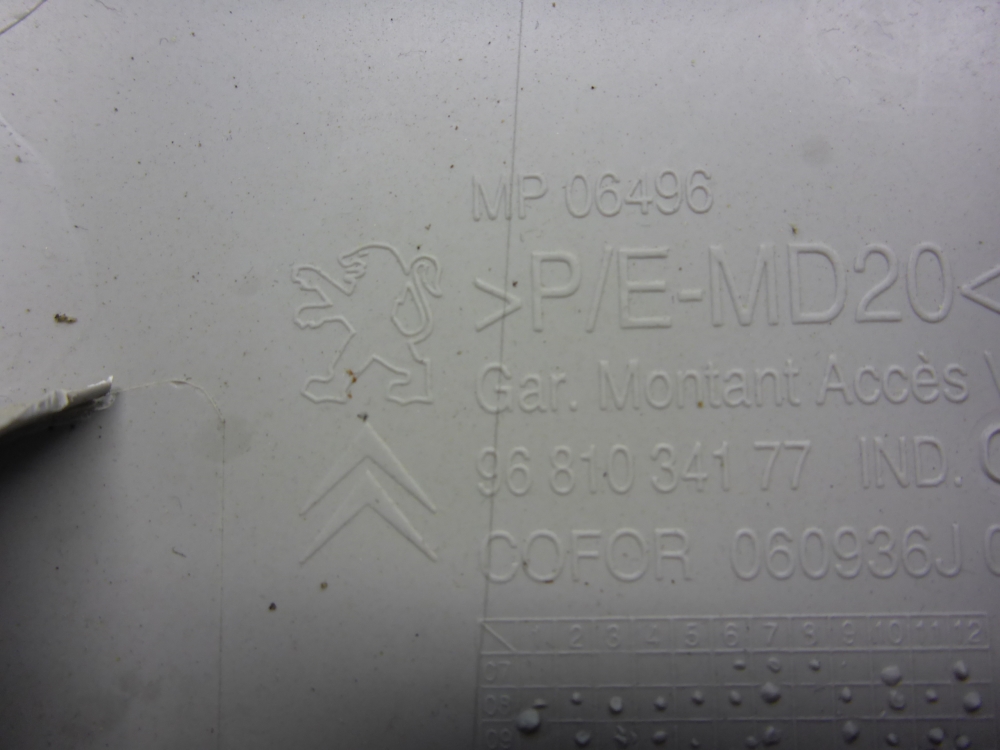 MP 06496
>P/E-MD20<
Gar. Montant Accès
96 810 341 77 IND.
COFOR 060936J
1 2 3 4 5 6 7 8 9 10 11 12
07
08
09